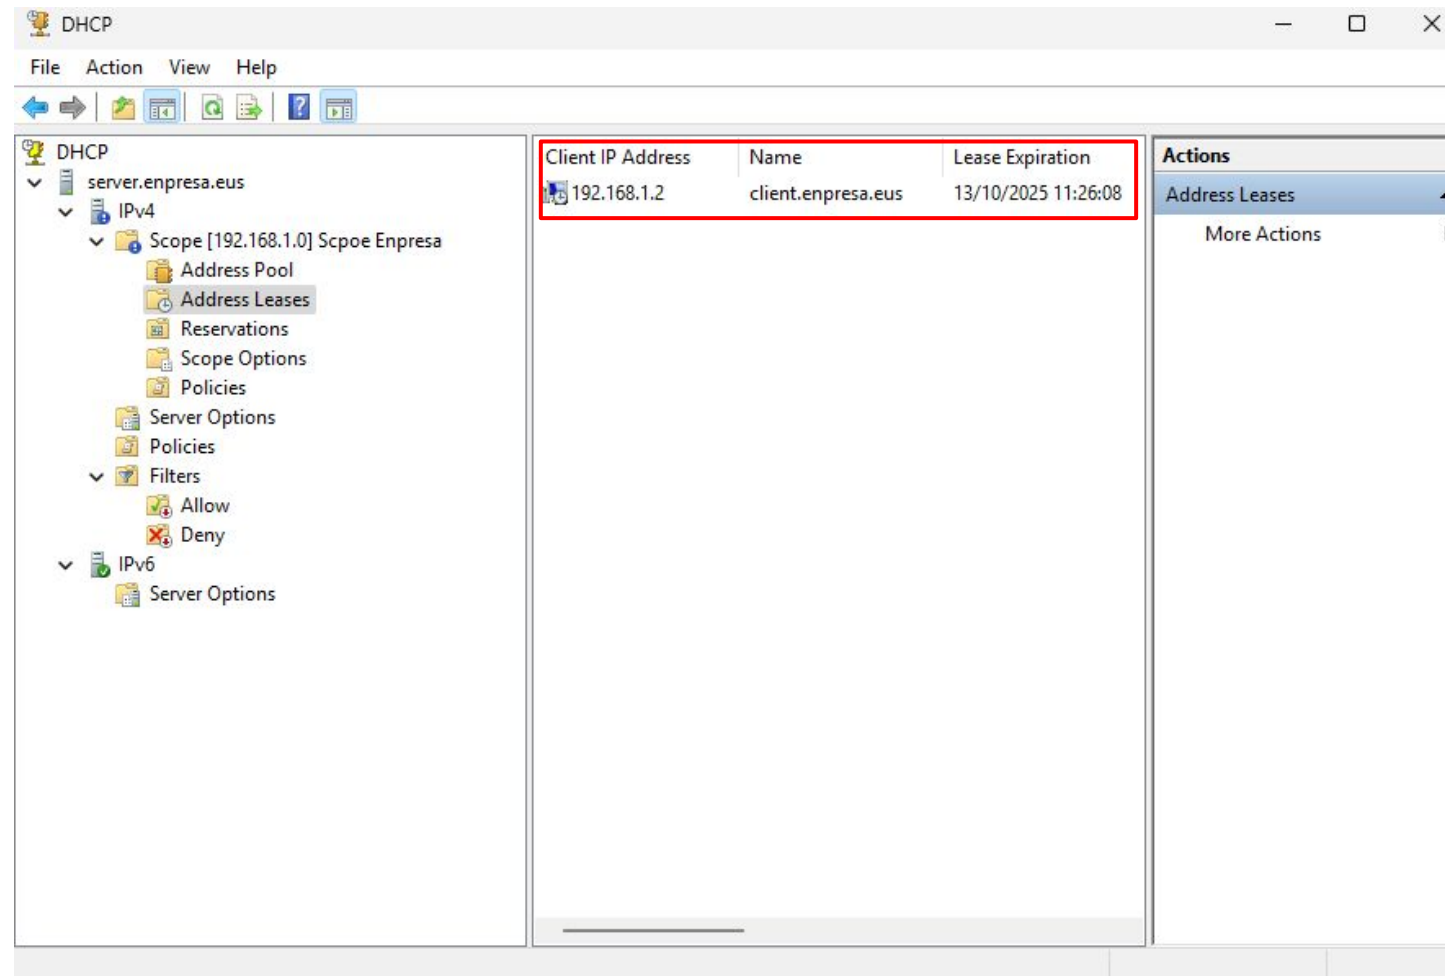 DHCP
File Action View Help
DHCP
server.enpresa.eus
IPv4
Scope [192.168.1.0] Scpoe Enpresa
Address Pool
Address Leases
Reservations
Scope Options
Policies
Server Options
Policies
Filters
Allow
Deny
IPv6
Server Options
Client IP Address Name Lease Expiration
192.168.1.2 client.enpresa.eus 13/10/2025 11:26:08
Actions
Address Leases
More Actions